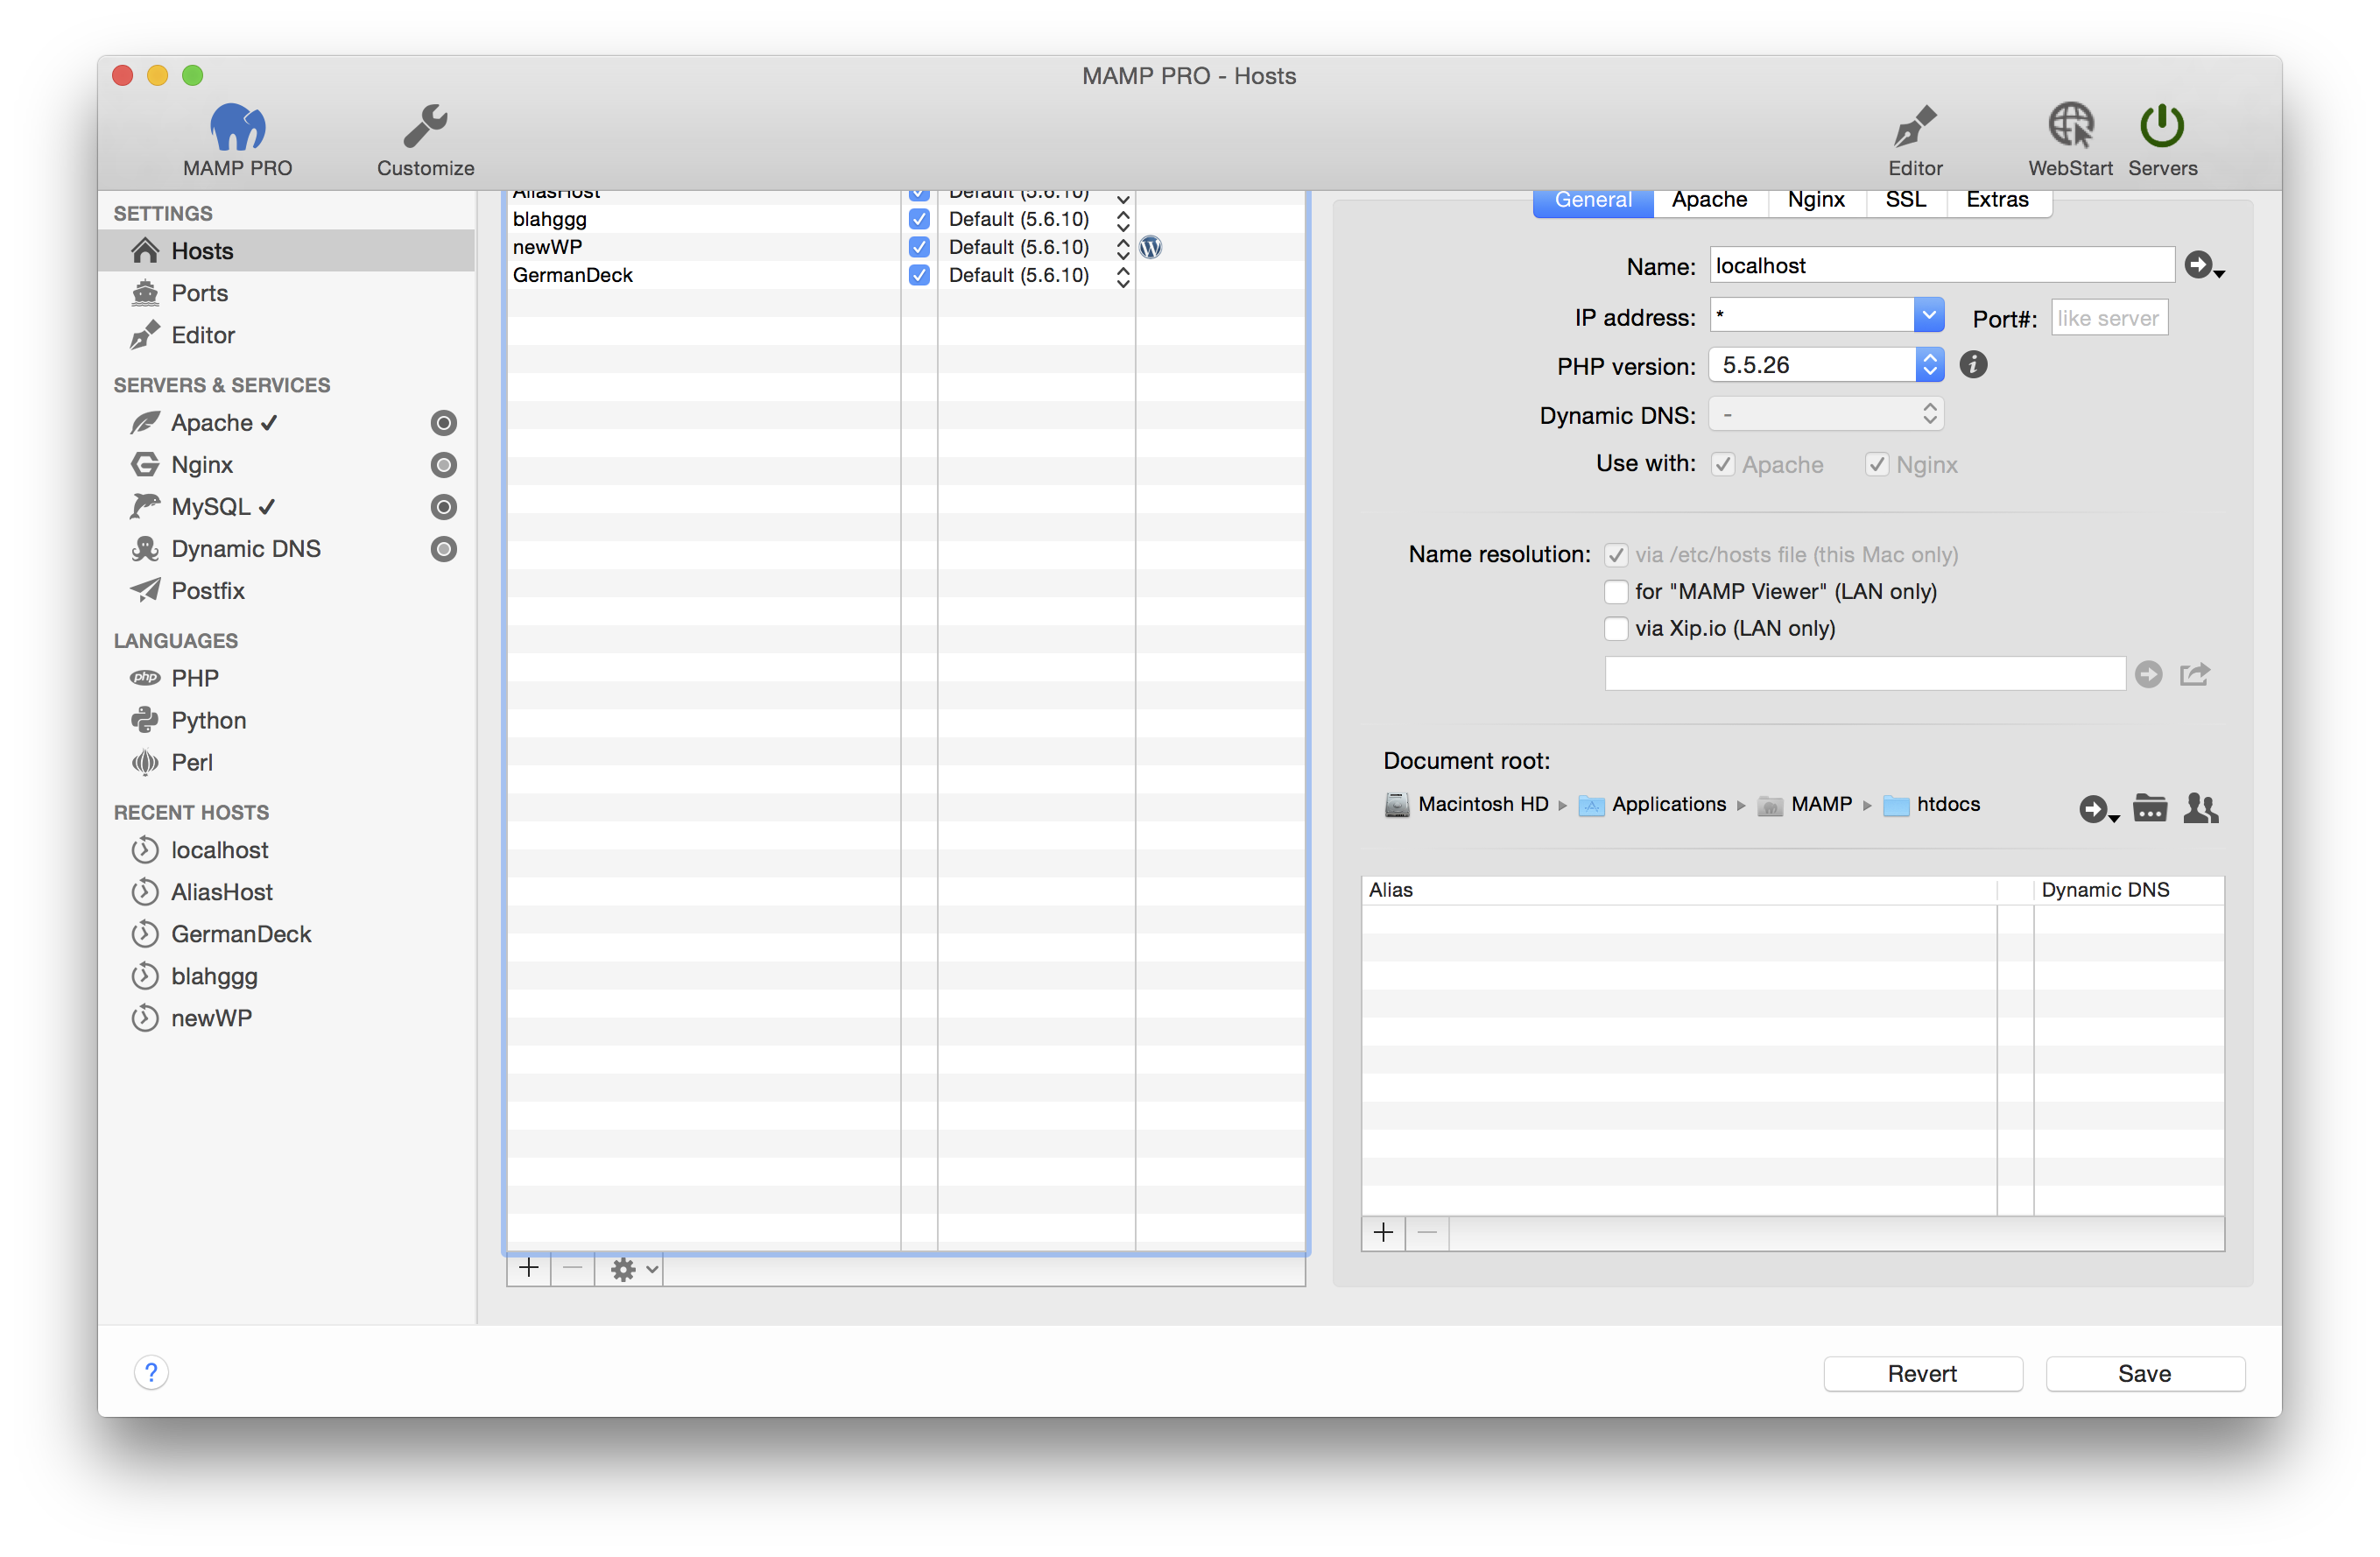 MAMP PRO - Hosts
MAMP PRO
Customize
Editor
WebStart
Servers
SETTINGS
Hosts
Ports
Editor
SERVERS & SERVICES
Apache ✓
Nginx
MySQL ✓
Dynamic DNS
Postfix
LANGUAGES
php PHP
Python
Perl
RECENT HOSTS
localhost
AliasHost
GermanDeck
blahggg
newWP
AliasHost Default (5.6.10)
blahggg Default (5.6.10)
newWP Default (5.6.10)
GermanDeck Default (5.6.10)
General Apache Nginx SSL Extras
Name: localhost
IP address: * Port#: like server
PHP version: 5.5.26
Dynamic DNS: -
Use with: Apache Nginx
Name resolution: via /etc/hosts file (this Mac only)
for "MAMP Viewer" (LAN only)
via Xip.io (LAN only)
Document root:
Macintosh HD ▸ Applications ▸ MAMP ▸ htdocs
Alias Dynamic DNS
+ −
+ −
?
Revert
Save